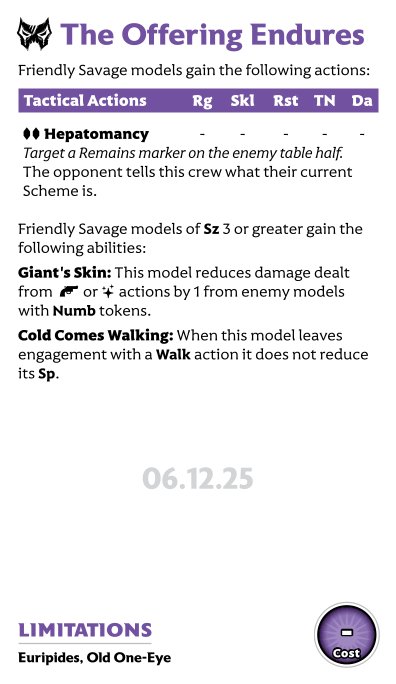 The Offering Endures
Friendly Savage models gain the following actions:
Tactical Actions Rg Skl Rst TN Da
Hepatomancy - - - - -
Target a Remains marker on the enemy table half.
The opponent tells this crew what their current
Scheme is.
Friendly Savage models of Sz 3 or greater gain the
following abilities:
Giant's Skin: This model reduces damage dealt
from or actions by 1 from enemy models
with Numb tokens.
Cold Comes Walking: When this model leaves
engagement with a Walk action it does not reduce
its Sp.
06.12.25
LIMITATIONS
Euripides, Old One-Eye
-
Cost